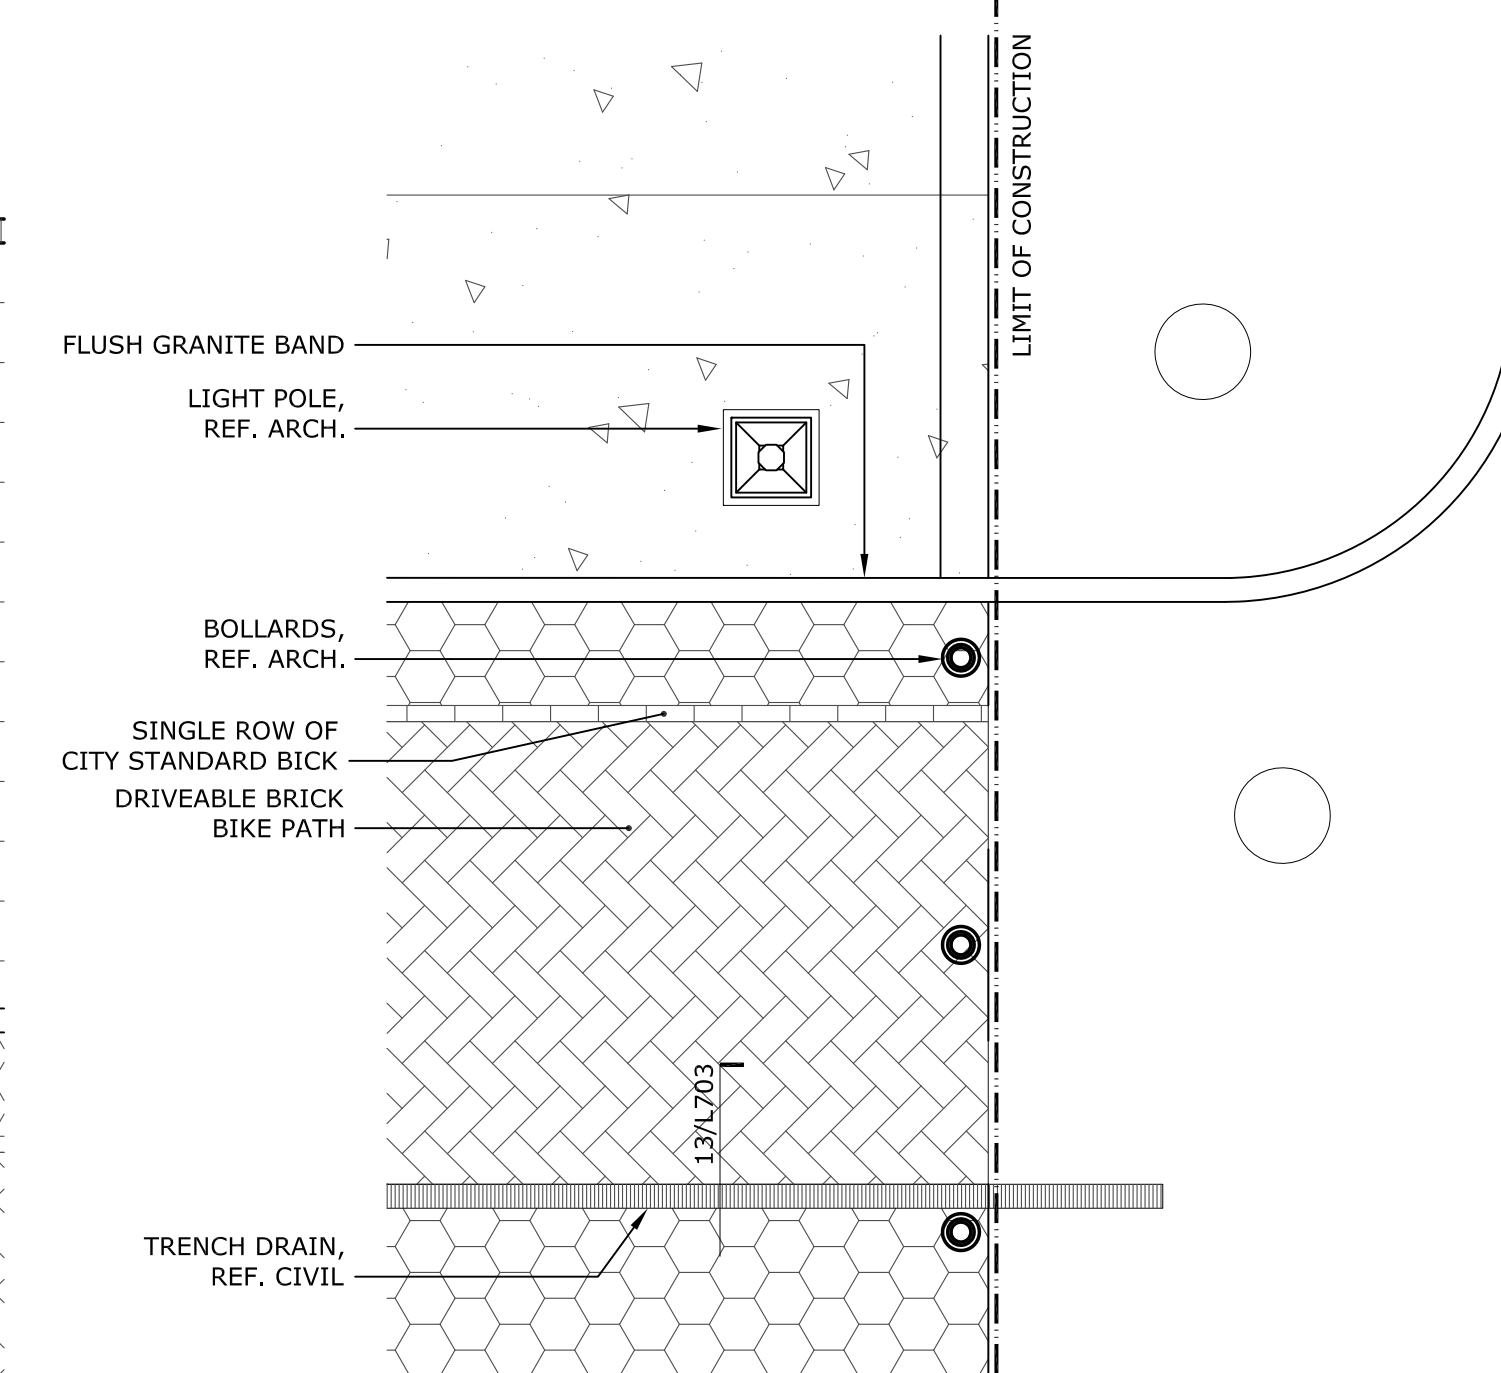 LIMIT OF CONSTRUCTION
FLUSH GRANITE BAND
LIGHT POLE,
REF. ARCH.
BOLLARDS,
REF. ARCH.
SINGLE ROW OF
CITY STANDARD BICK
DRIVEABLE BRICK
BIKE PATH
13/L703
TRENCH DRAIN,
REF. CIVIL